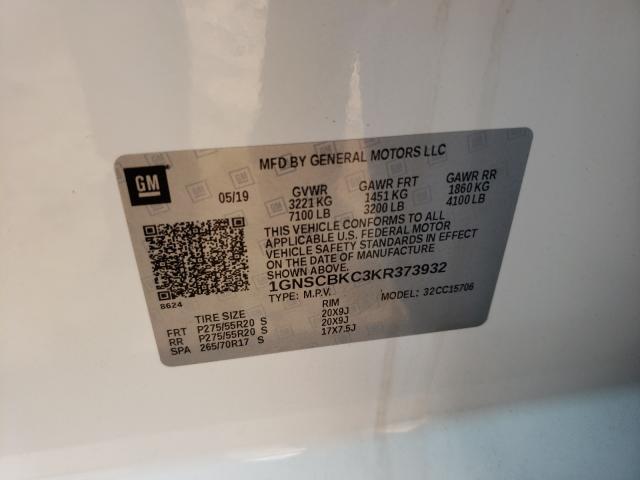 MFD BY GENERAL MOTORS LLC
GM
05/19 GVWR GAWR FRT GAWR RR
3221 KG 1451 KG 1860 KG
7100 LB 3200 LB 4100 LB
THIS VEHICLE CONFORMS TO ALL
APPLICABLE U.S. FEDERAL MOTOR
VEHICLE SAFETY STANDARDS IN EFFECT
ON THE DATE OF MANUFACTURE
SHOWN ABOVE.
1GNSCBKC3KR373932
TYPE: M.P.V. MODEL: 32CC15706
8624
TIRE SIZE RIM
FRT P275/55R20 S 20X9J
RR P275/55R20 S 20X9J
SPA 265/70R17 S 17X7.5J